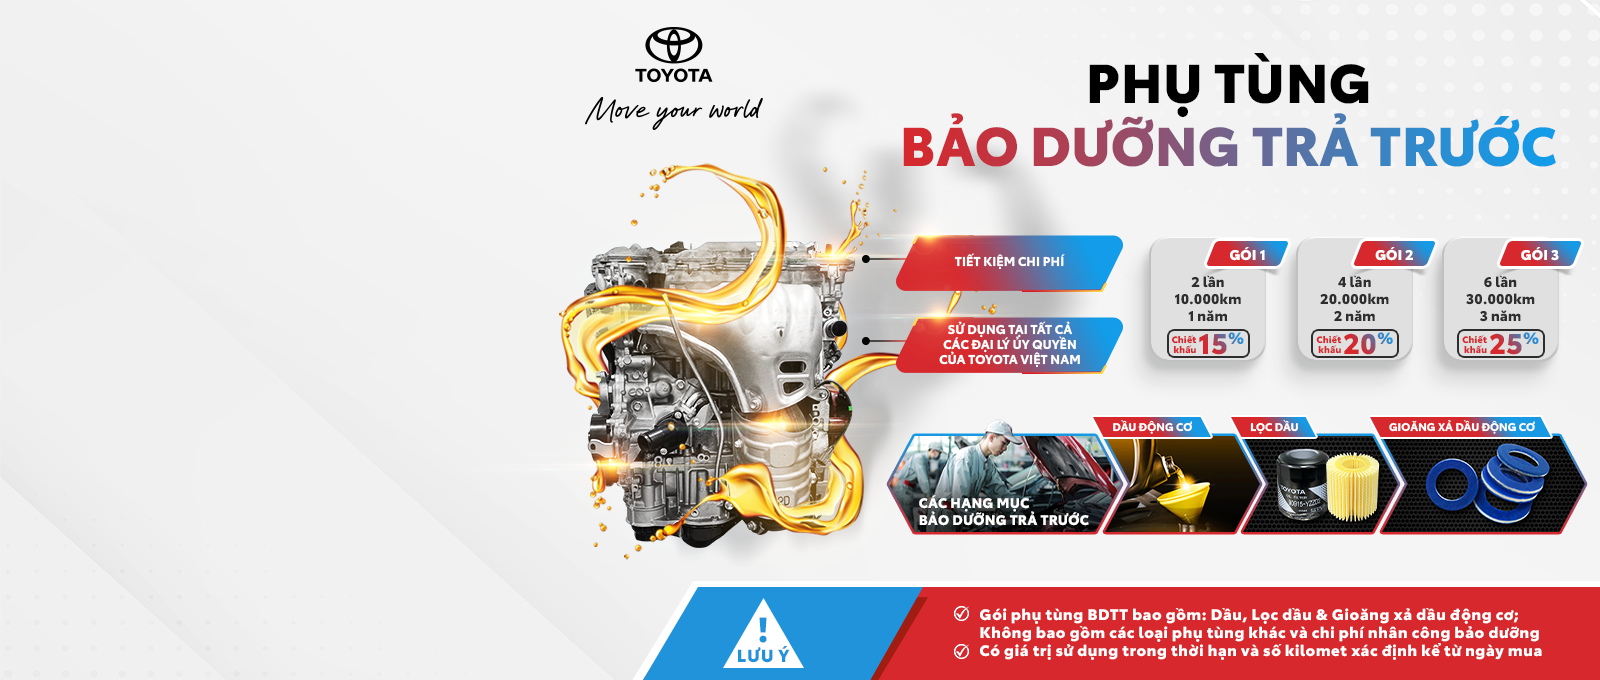 TOYOTA
Move your world
PHỤ TÙNG
BẢO DƯỠNG TRẢ TRƯỚC
TIẾT KIỆM CHI PHÍ
SỬ DỤNG TẠI TẤT CẢ
CÁC ĐẠI LÝ ỦY QUYỀN
CỦA TOYOTA VIỆT NAM
GÓI 1
2 lần
10.000km
1 năm
Chiết khấu 15%
GÓI 2
4 lần
20.000km
2 năm
Chiết khấu 20%
GÓI 3
6 lần
30.000km
3 năm
Chiết khấu 25%
CÁC HẠNG MỤC
BẢO DƯỠNG TRẢ TRƯỚC
DẦU ĐỘNG CƠ
LỌC DẦU
TOYOTA
GIOĂNG XẢ DẦU ĐỘNG CƠ
!
LƯU Ý
Gói phụ tùng BDTT bao gồm: Dầu, Lọc dầu & Gioăng xả dầu động cơ;
Không bao gồm các loại phụ tùng khác và chi phí nhân công bảo dưỡng
Có giá trị sử dụng trong thời hạn và số kilomet xác định kể từ ngày mua